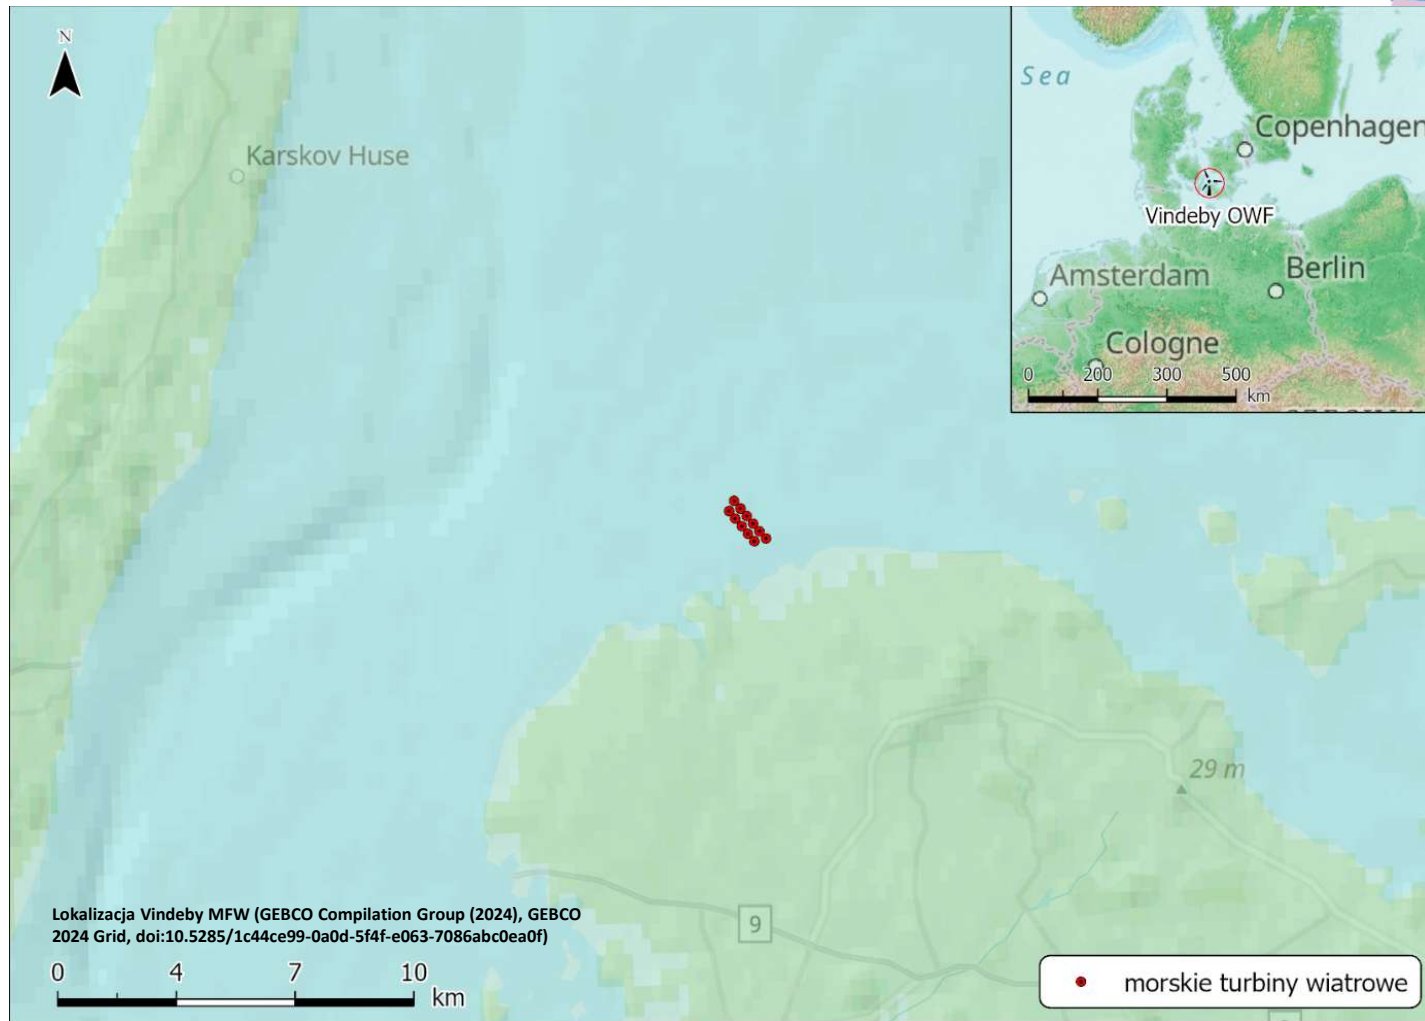 N
Karskov Huse
Sea
Copenhagen
Vindeby OWF
Amsterdam
Berlin
Cologne
0 200 300 500
km
29 m
9
Lokalizacja Vindeby MFW (GEBCO Compilation Group (2024), GEBCO
2024 Grid, doi:10.5285/1c44ce99-0a0d-5f4f-e063-7086abc0ea0f)
0 4 7 10
km
morskie turbiny wiatrowe